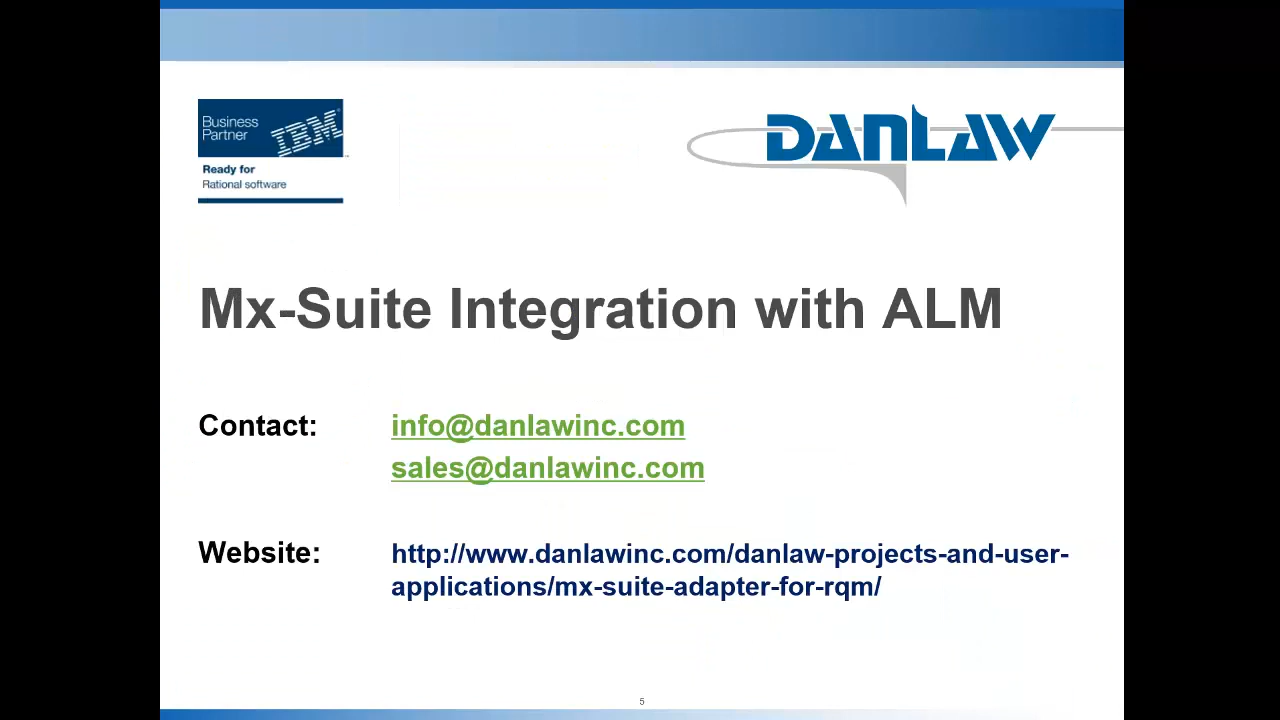 Business
Partner
IBM
Ready for
Rational software
DANLAW
Mx-Suite Integration with ALM
Contact: info@danlawinc.com
sales@danlawinc.com
Website: http://www.danlawinc.com/danlaw-projects-and-user-
applications/mx-suite-adapter-for-rqm/
5